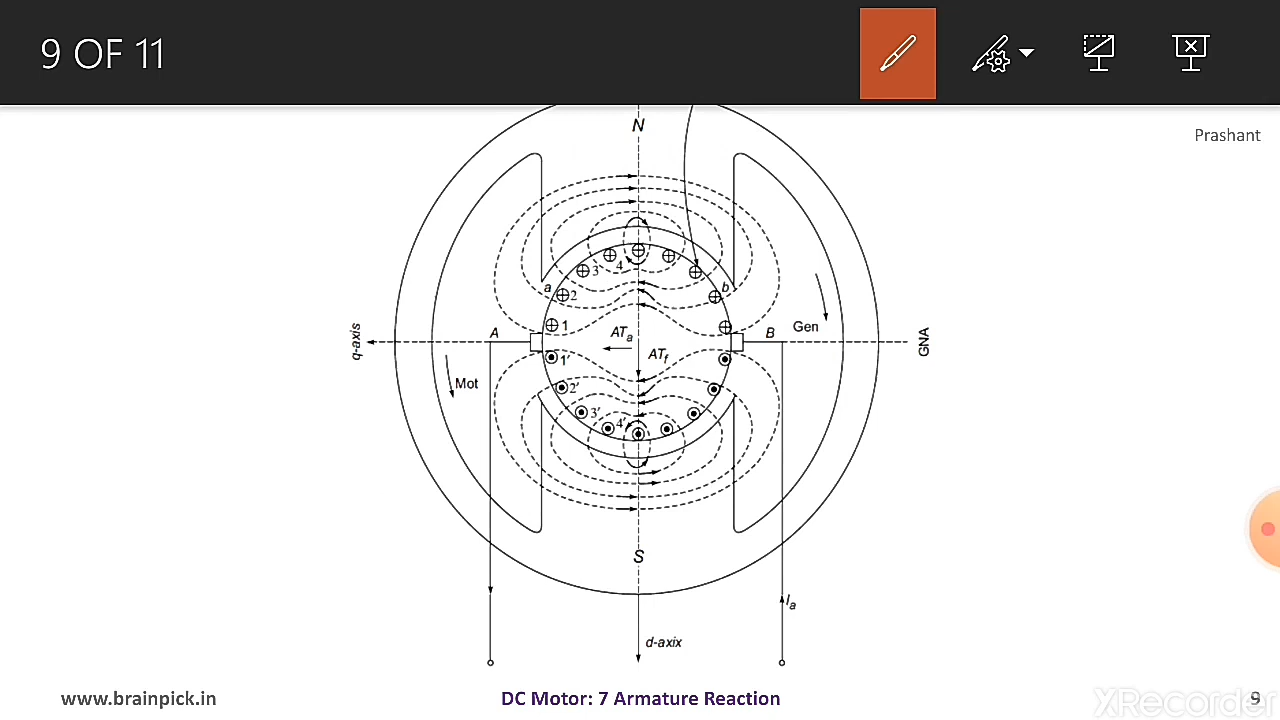 9 OF 11
Prashant
N
3
4
a
2
b
1
A
ATa
B
Gen
q-axis
GNA
ATf
1'
Mot
2'
3'
4'
S
Ia
d-axix
www.brainpick.in
DC Motor: 7 Armature Reaction
9
XRecorder